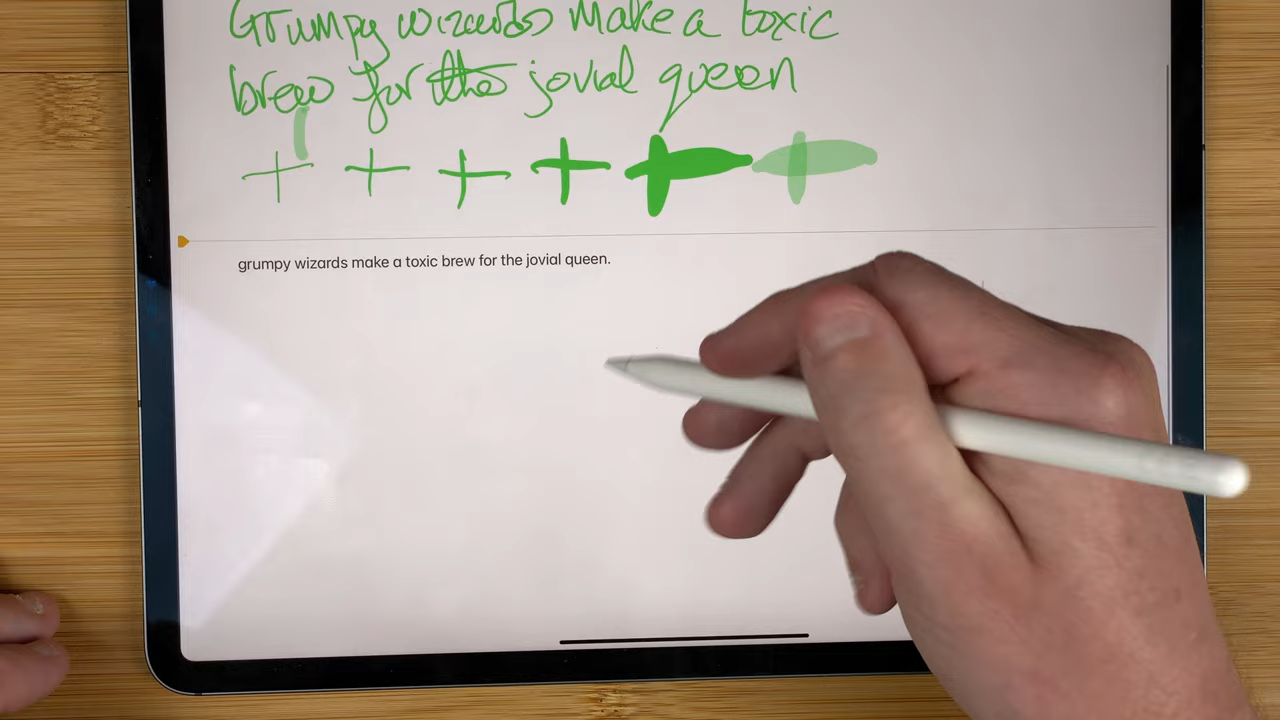 Grumpy wizards make a toxic
brew for the jovial queen
grumpy wizards make a toxic brew for the jovial queen.